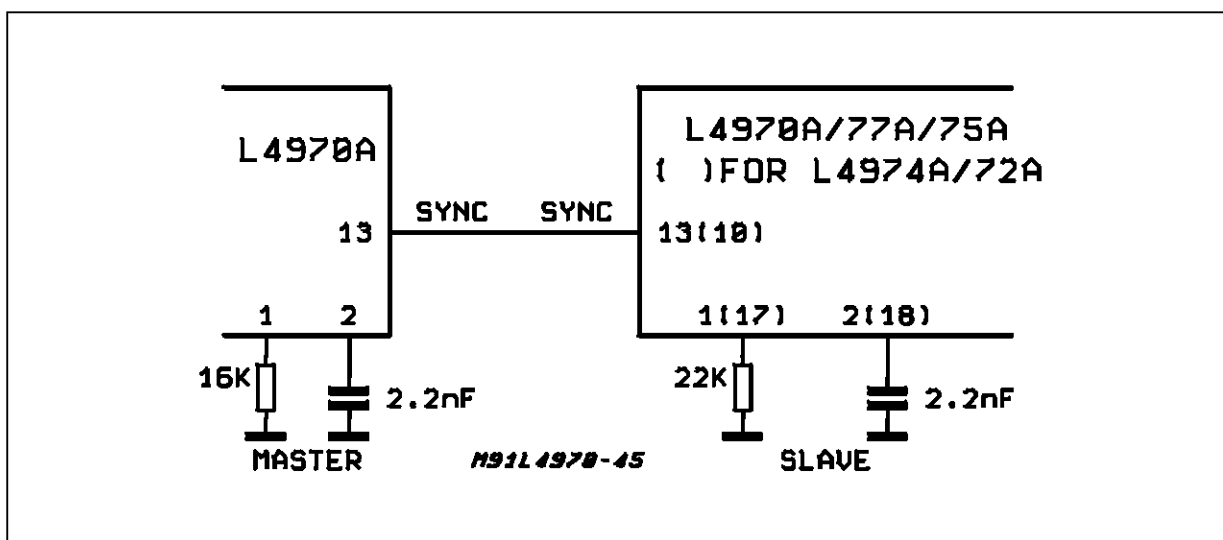 L4970A
L4970A/77A/75A
( )FOR L4974A/72A
SYNC
SYNC
13
13(10)
1
2
1(17)
2(18)
16K
2.2nF
22K
2.2nF
MASTER
M91L4970-45
SLAVE